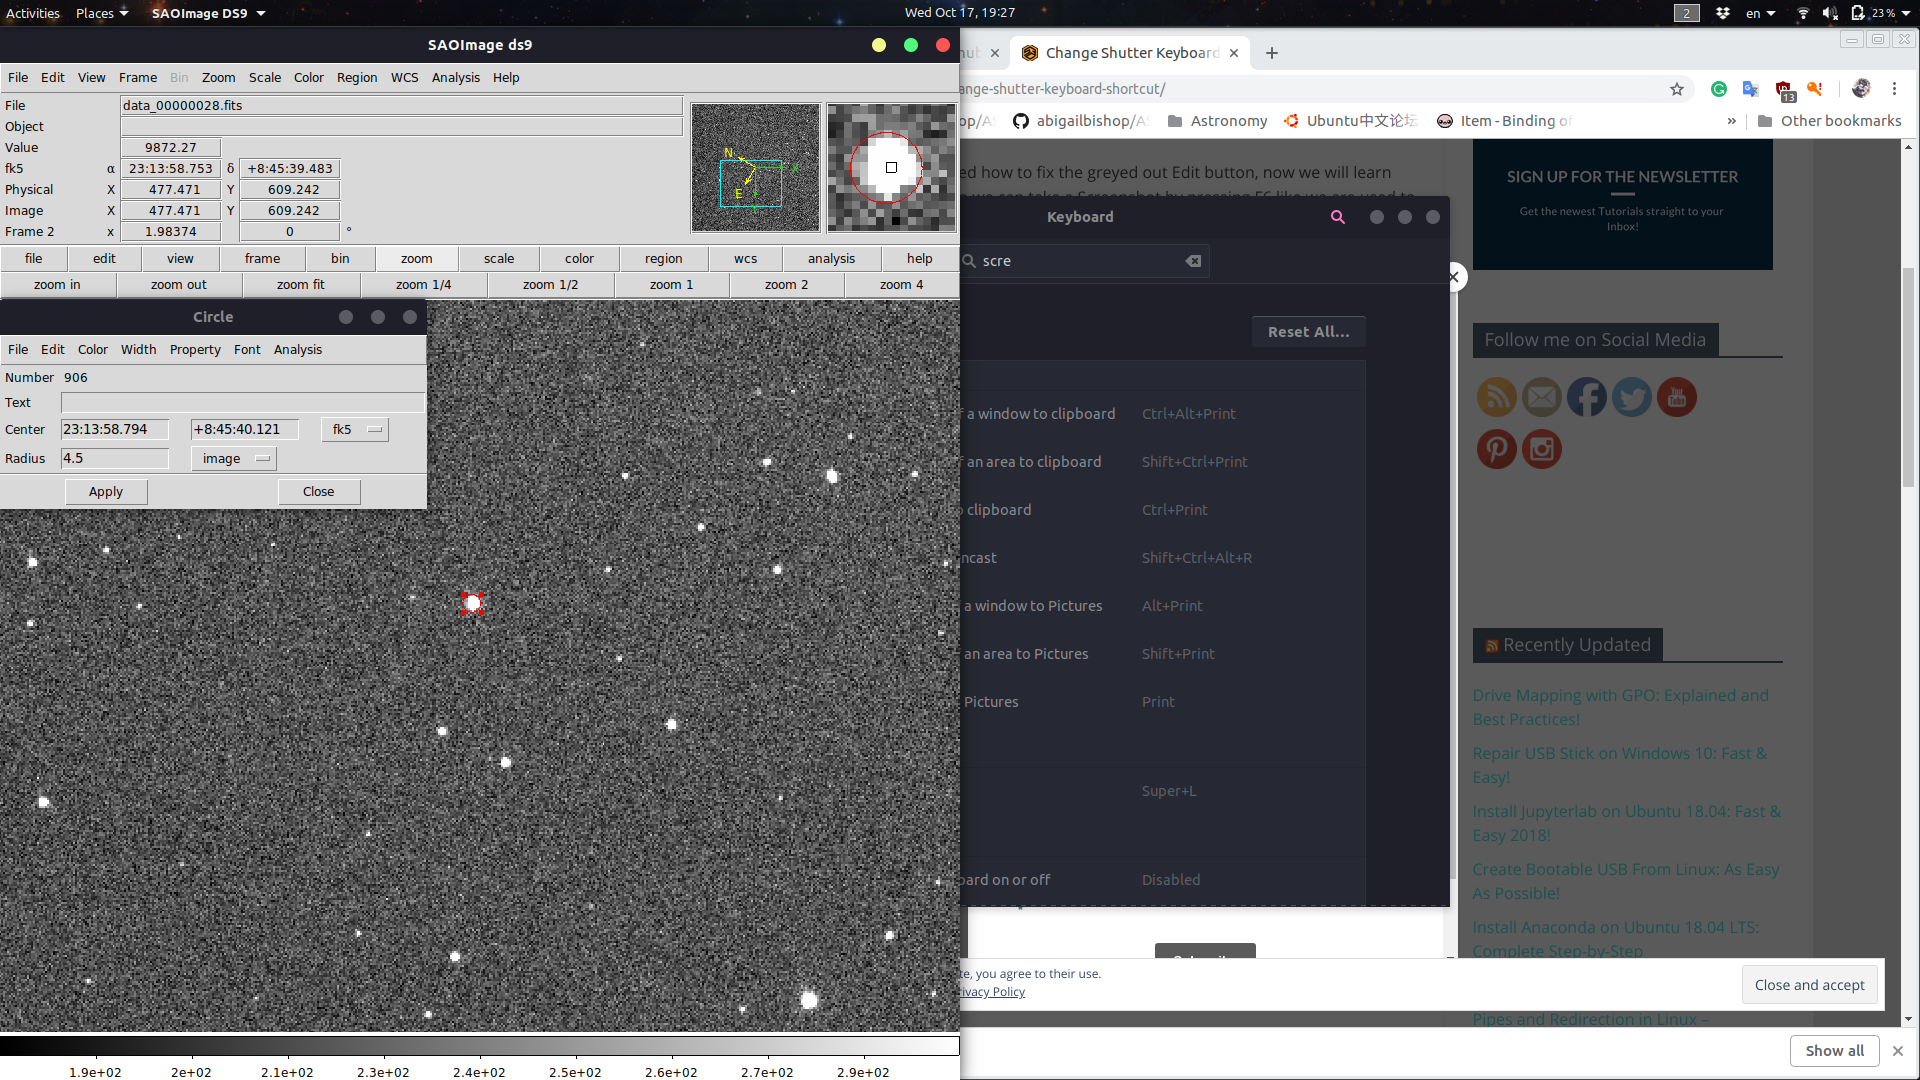 Activities Places SAOImage DS9 Wed Oct 17, 19:27 2 en 23 %
SAOImage ds9
File Edit View Frame Bin Zoom Scale Color Region WCS Analysis Help
File data_00000028.fits
Object
Value 9872.27
fk5 α 23:13:58.753 δ +8:45:39.483
Physical X 477.471 Y 609.242
Image X 477.471 Y 609.242
Frame 2 x 1.98374 0 °
N
E
X
file edit view frame bin zoom scale color region wcs analysis help
zoom in zoom out zoom fit zoom 1/4 zoom 1/2 zoom 1 zoom 2 zoom 4
Circle
File Edit Color Width Property Font Analysis
Number 906
Text
Center 23:13:58.794 +8:45:40.121 fk5
Radius 4.5 image
Apply Close
1.9e+02 2e+02 2.1e+02 2.3e+02 2.4e+02 2.5e+02 2.6e+02 2.7e+02 2.9e+02
Change Shutter Keyboard
ange-shutter-keyboard-shortcut/
13
abigailbishop/A Astronomy Ubuntu中文论坛 Item - Binding of » Other bookmarks
ed how to fix the greyed out Edit button, now we will learn
Keyboard
scre
Reset All...
f a window to clipboard Ctrl+Alt+Print
f an area to clipboard Shift+Ctrl+Print
clipboard Ctrl+Print
ncast Shift+Ctrl+Alt+R
a window to Pictures Alt+Print
an area to Pictures Shift+Print
Pictures Print
Super+L
oard on or off Disabled
te, you agree to their use.
ivacy Policy
Close and accept
SIGN UP FOR THE NEWSLETTER
Get the newest Tutorials straight to your
Inbox!
Follow me on Social Media
You
Tube
Recently Updated
Drive Mapping with GPO: Explained and
Best Practices!
Repair USB Stick on Windows 10: Fast &
Easy!
Install Jupyterlab on Ubuntu 18.04: Fast &
Easy 2018!
Create Bootable USB From Linux: As Easy
As Possible!
Install Anaconda on Ubuntu 18.04 LTS:
Complete Step-by-Step
Pipes and Redirection in Linux –
Show all